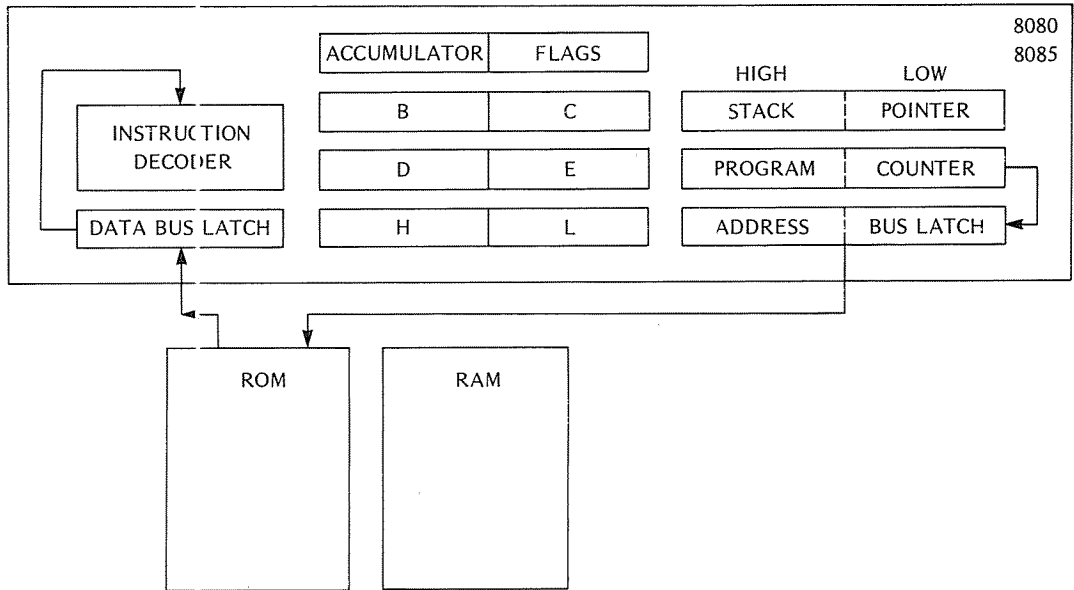 8080
8085
ACCUMULATOR FLAGS
HIGH LOW
B C
STACK POINTER
INSTRUCTION
DECODER
D E
PROGRAM COUNTER
DATA BUS LATCH
H L
ADDRESS BUS LATCH
ROM
RAM